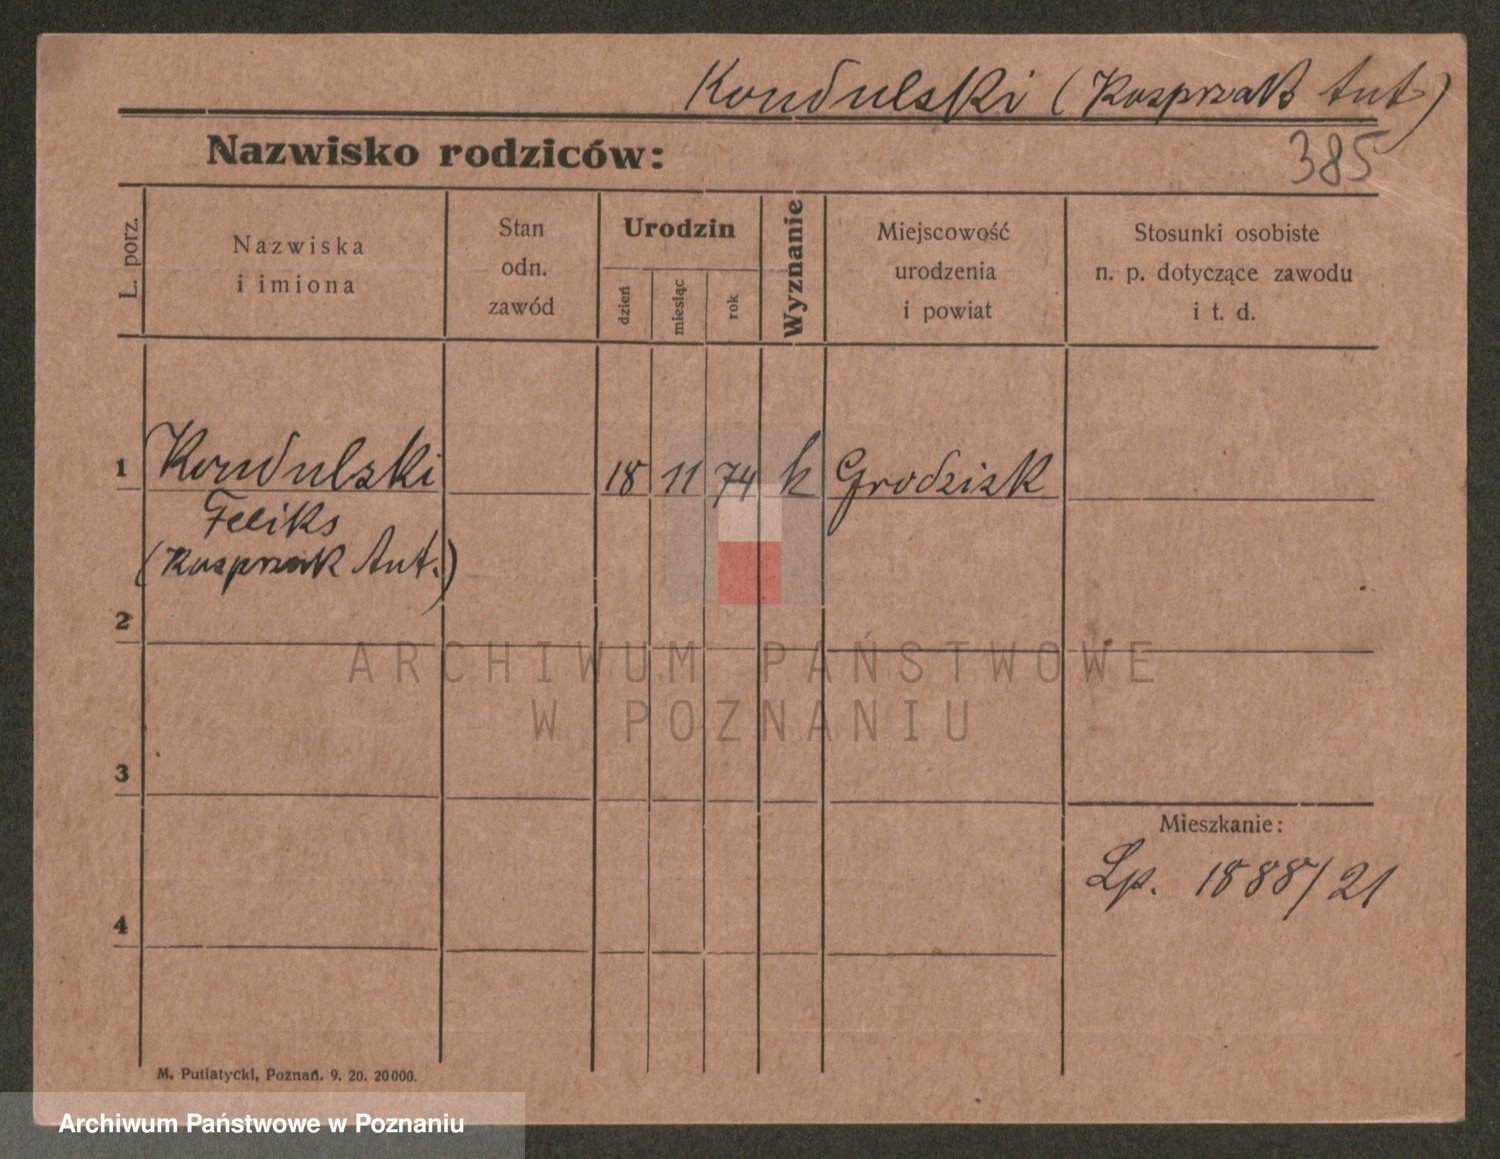 Kondulski (Kasprzak Ant)
Nazwisko rodziców:
385
L. porz.
Nazwiska
i imiona
Stan
odn.
zawód
Urodzin
dzień
miesiąc
rok
Wyznanie
Miejscowość
urodzenia
i powiat
Stosunki osobiste
n. p. dotyczące zawodu
i t. d.
1 Kondulski 18 11 74 k Grodzisk
Feliks
(Kasprzak Ant.)
2
ARCHIWUM PAŃSTWOWE
W POZNANIU
3
Mieszkanie:
Lp. 1888/21
4
M. Putiatycki, Poznań. 9. 20. 20000.
Archiwum Państwowe w Poznaniu